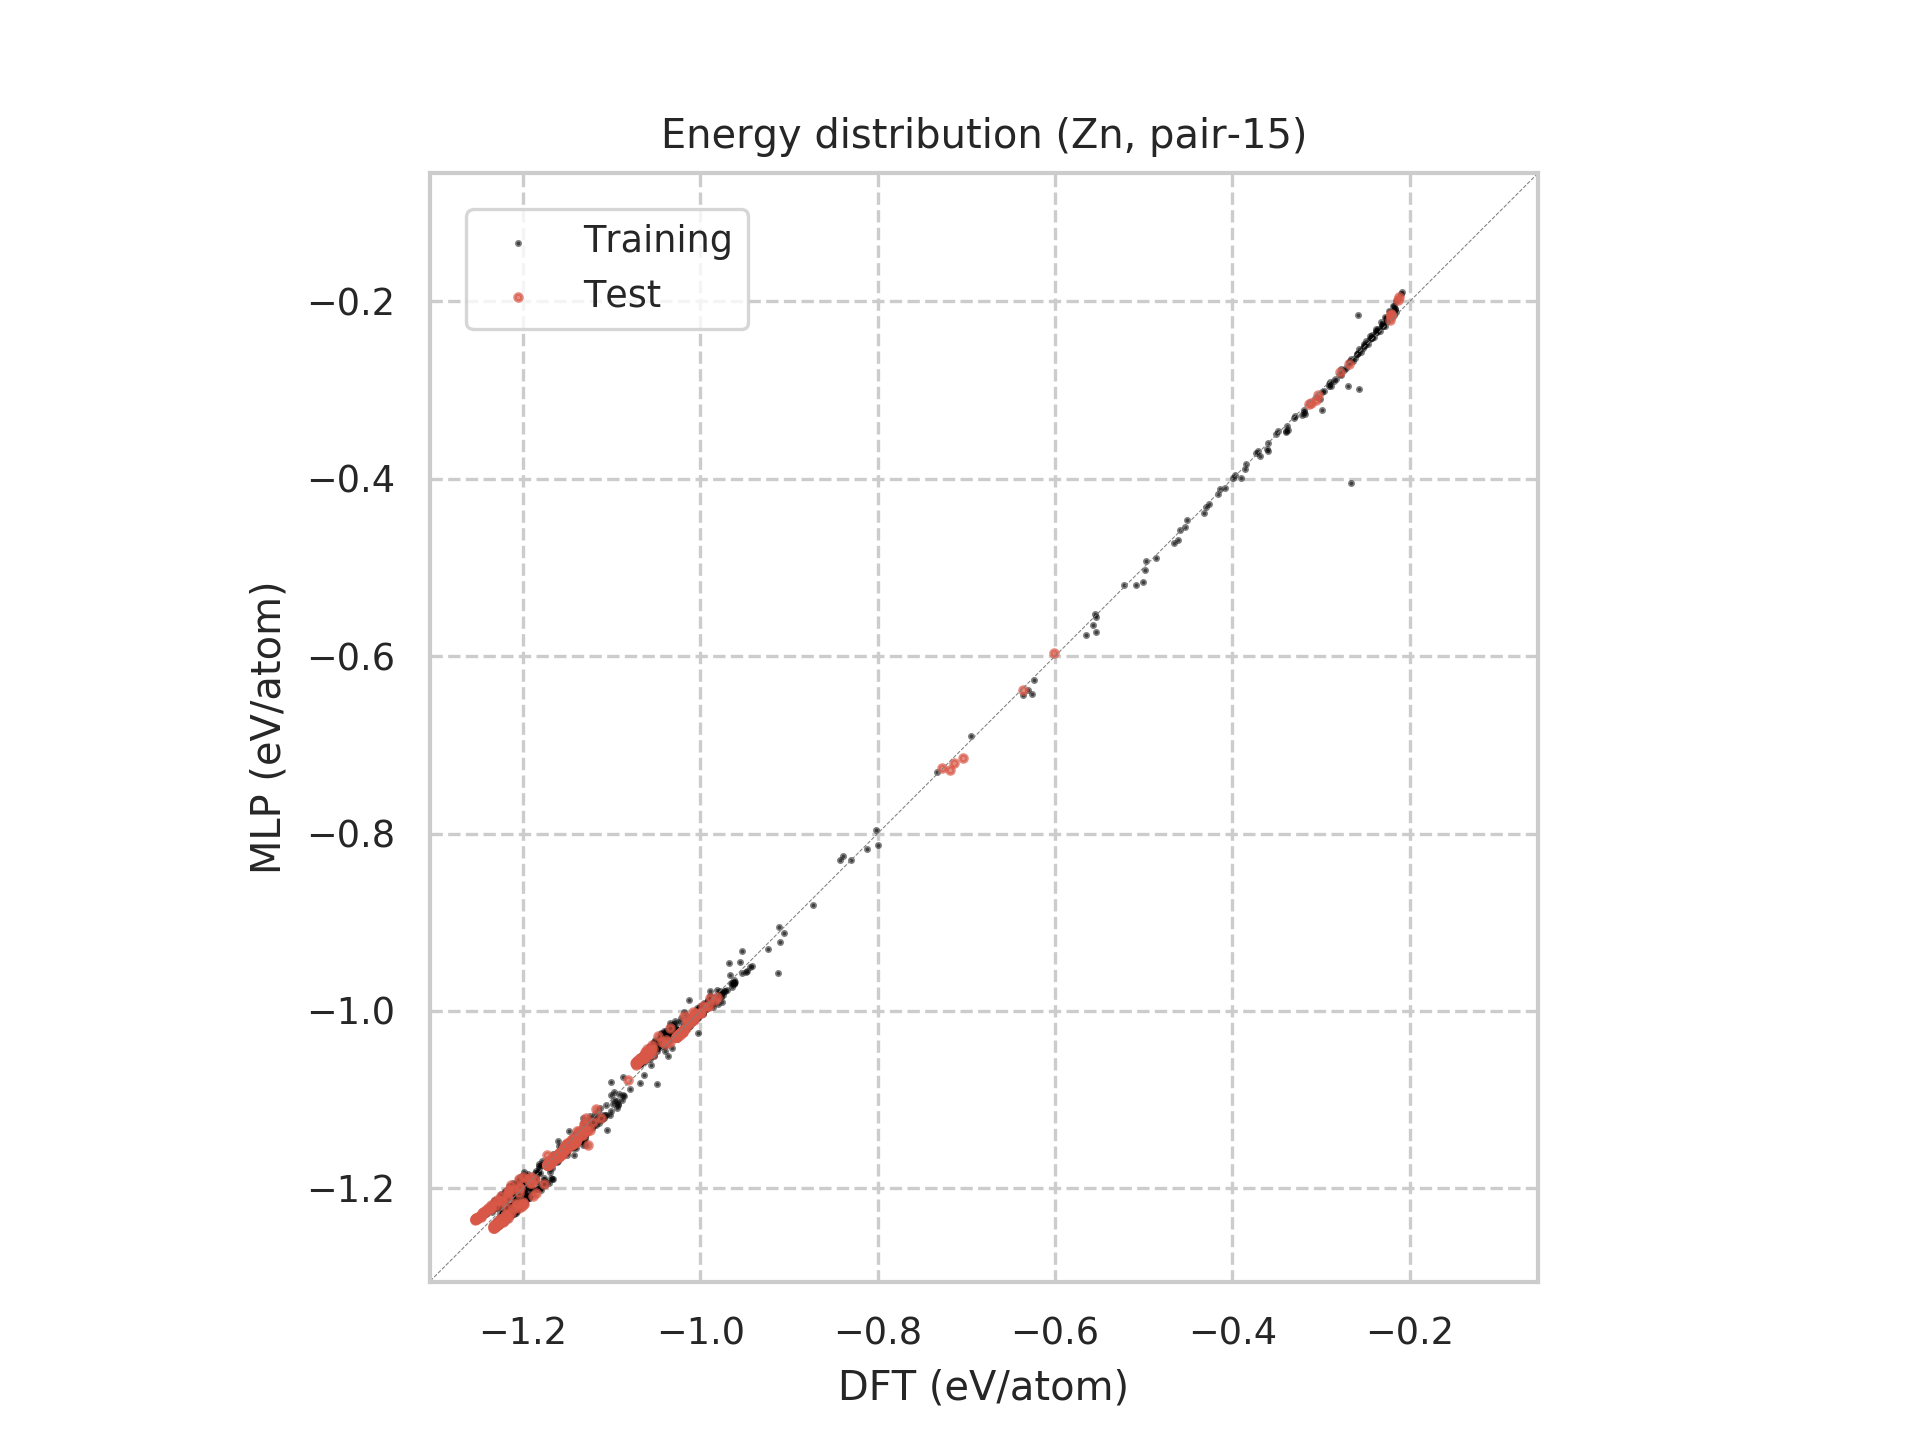 Energy distribution (Zn, pair-15)
Training
Test
−0.2
−0.4
−0.6
−0.8
−1.0
−1.2
MLP (eV/atom)
−1.2 −1.0 −0.8 −0.6 −0.4 −0.2
DFT (eV/atom)